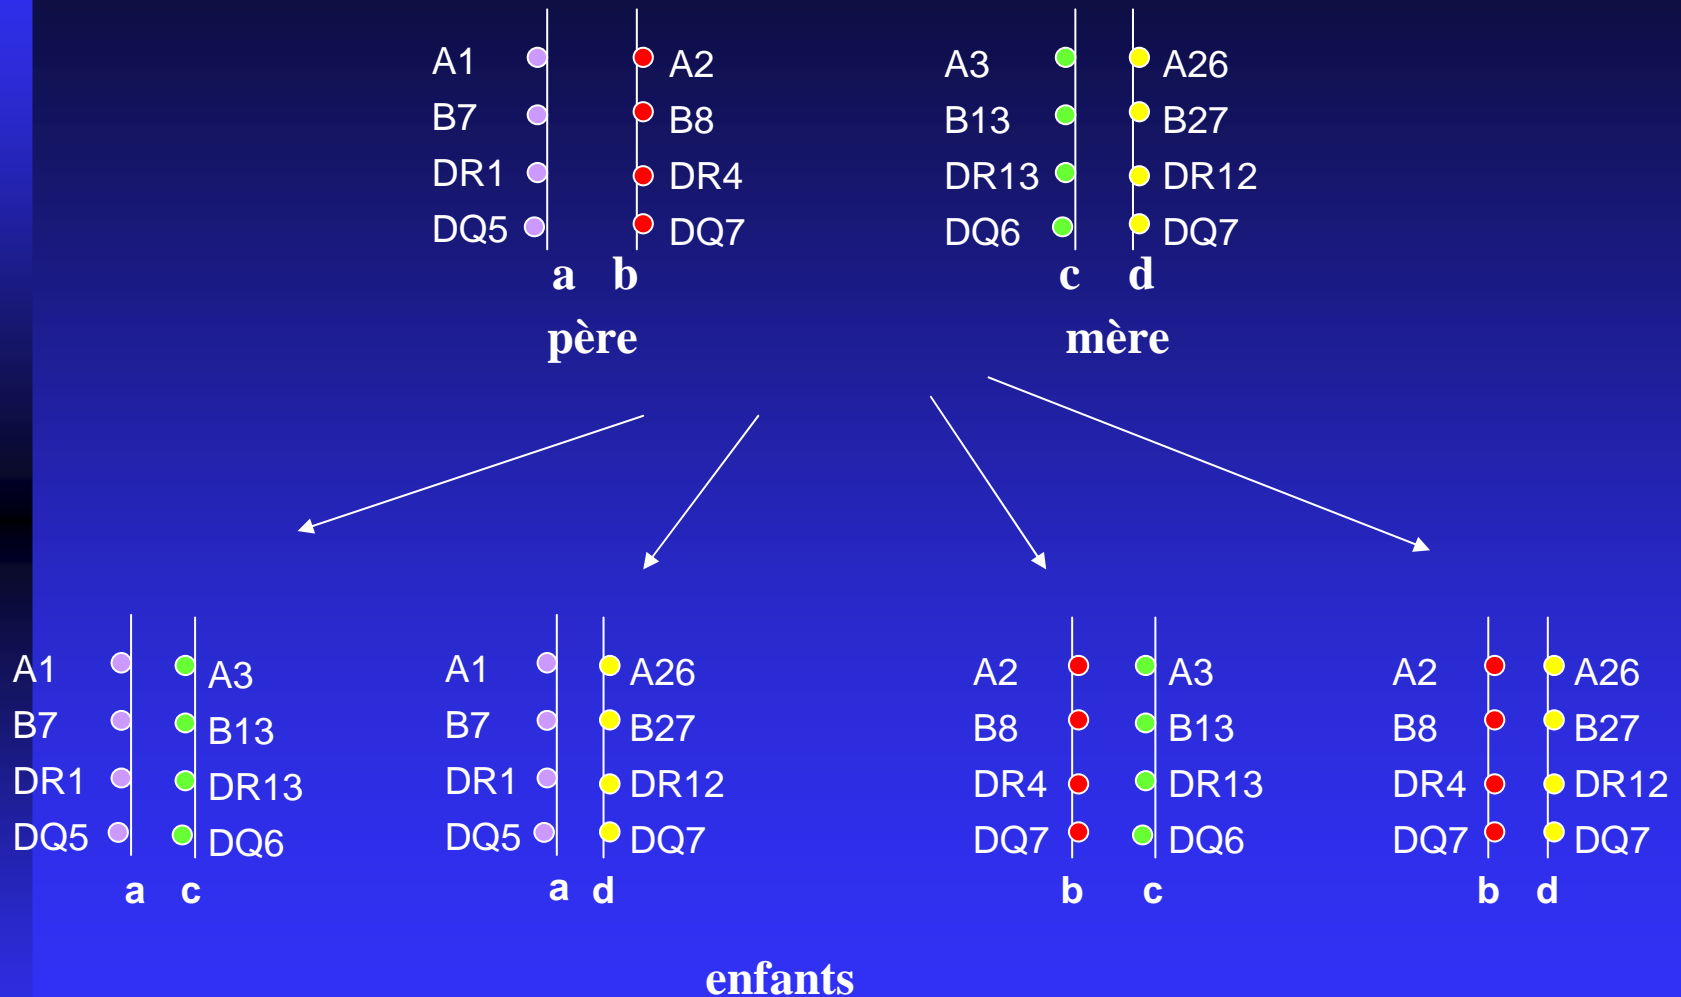 A1 A2 A3 A26
B7 B8 B13 B27
DR1 DR4 DR13 DR12
DQ5 DQ7 DQ6 DQ7
a b c d
père mère
A1 A3 A1 A26 A2 A3 A2 A26
B7 B13 B7 B27 B8 B13 B8 B27
DR1 DR13 DR1 DR12 DR4 DR13 DR4 DR12
DQ5 DQ6 DQ5 DQ7 DQ7 DQ6 DQ7 DQ7
a c a d b c b d
enfants